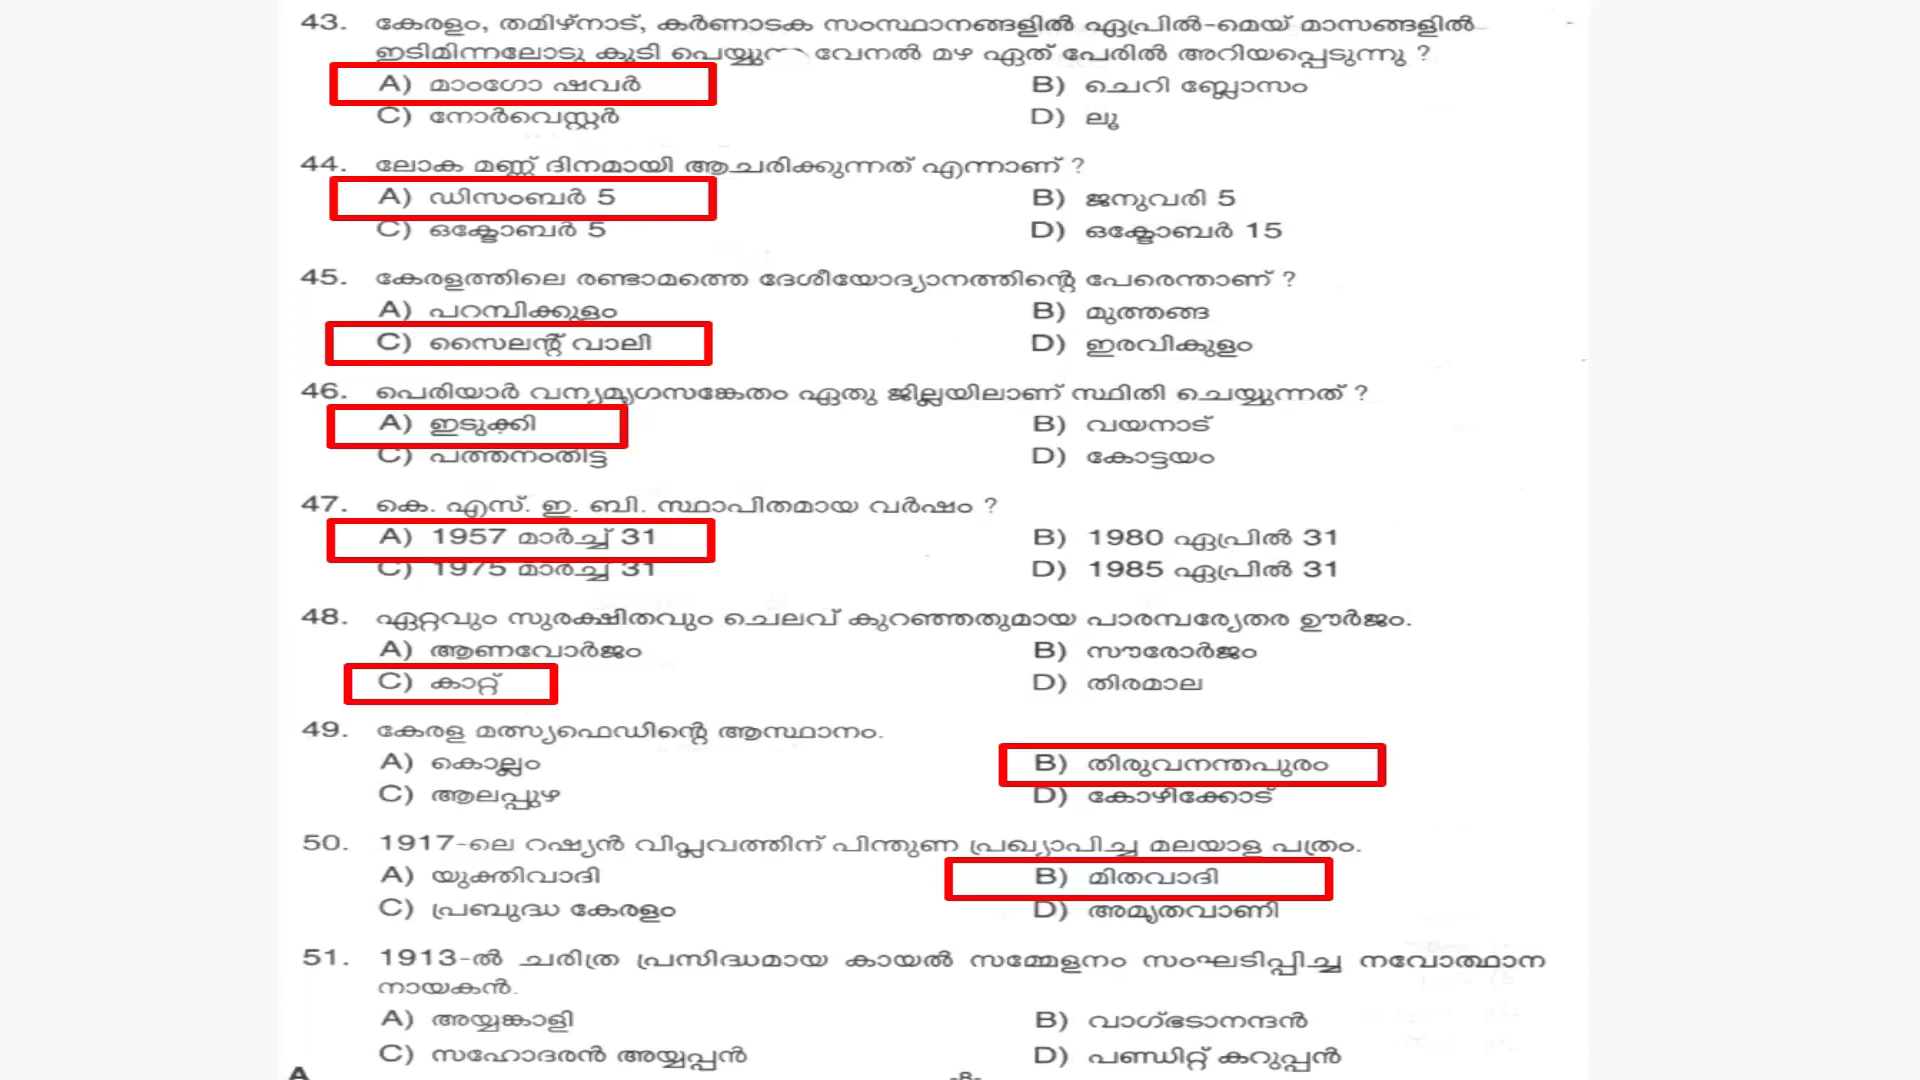 43. കേരളം, തമിഴ്നാട്, കർണാടക സംസ്ഥാനങ്ങളിൽ ഏപ്രിൽ-മെയ് മാസങ്ങളിൽ
ഇടിമിന്നലോടു കൂടി വേനൽ മഴ ഏത് പേരിൽ അറിയപ്പെടുന്നു ?
A) മാംഗോ ഷവർ B) ചെറി ബ്ലോസം
C) നോർവെസ്റ്റർ D) ലൂ
44. ലോക മണ്ണ് ദിനമായി ആചരിക്കുന്നത് എന്നാണ് ?
A) ഡിസംബർ 5 B) ജനുവരി 5
C) ഒക്ടോബർ 5 D) ഒക്ടോബർ 15
45. കേരളത്തിലെ രണ്ടാമത്തെ ദേശീയോദ്യാനത്തിന്റെ പേരെന്താണ് ?
A) പറമ്പിക്കുളം B) മുത്തങ്ങ
C) സൈലന്റ് വാലി D) ഇരവികുളം
46. പെരിയാർ വന്യമൃഗസങ്കേതം ഏതു ജില്ലയിലാണ് സ്ഥിതി ചെയ്യുന്നത് ?
A) ഇടുക്കി B) വയനാട്
C) പത്തനംതിട്ട D) കോട്ടയം
47. കെ. എസ്. ഇ. ബി. സ്ഥാപിതമായ വർഷം ?
A) 1957 മാർച്ച് 31 B) 1980 ഏപ്രിൽ 31
C) 1975 മാർച്ച് 31 D) 1985 ഏപ്രിൽ 31
48. ഏറ്റവും സുരക്ഷിതവും ചെലവ് കുറഞ്ഞതുമായ പാരമ്പര്യേതര ഊർജം.
A) ആണവോർജം B) സൗരോർജം
C) കാറ്റ് D) തിരമാല
49. കേരള മത്സ്യഫെഡിന്റെ ആസ്ഥാനം.
A) കൊല്ലം B) തിരുവനന്തപുരം
C) ആലപ്പുഴ D) കോഴിക്കോട്
50. 1917-ലെ റഷ്യൻ വിപ്ലവത്തിന് പിന്തുണ പ്രഖ്യാപിച്ച മലയാള പത്രം.
A) യുക്തിവാദി B) മിതവാദി
C) പ്രബുദ്ധ കേരളം D) അമൃതവാണി
51. 1913-ൽ ചരിത്ര പ്രസിദ്ധമായ കായൽ സമ്മേളനം സംഘടിപ്പിച്ച നവോത്ഥാന
നായകൻ.
A) അയ്യങ്കാളി B) വാഗ്ഭടാനന്ദൻ
C) സഹോദരൻ അയ്യപ്പൻ D) പണ്ഡിറ്റ് കറുപ്പൻ
A